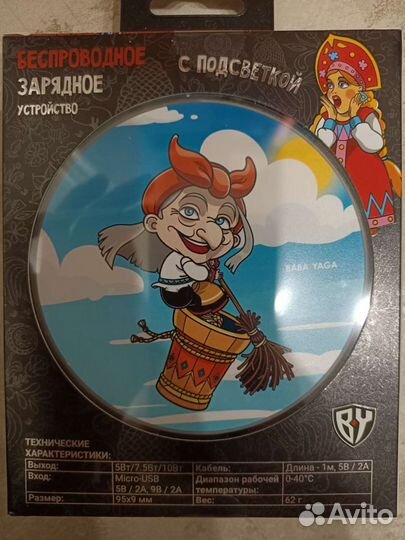 БЕСПРОВОДНОЕ
ЗАРЯДНОЕ
УСТРОЙСТВО
С ПОДСВЕТКОЙ
BABA YAGA
BY
ТЕХНИЧЕСКИЕ
ХАРАКТЕРИСТИКИ:
Выход: 5Вт/7.5Вт/10Вт Кабель: Длина - 1м, 5В / 2А
Вход: Micro-USB Диапазон рабочей 0-40°С
5В / 2А, 9В / 2А температуры:
Размер: 95х9 мм Вес: 62 г
Avito